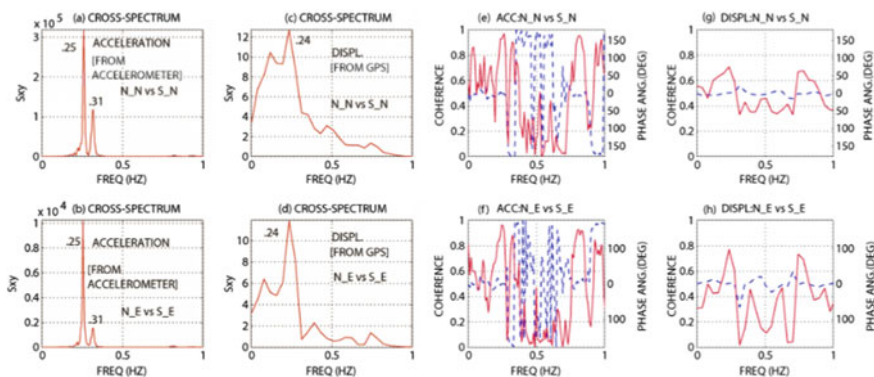 (a) CROSS-SPECTRUM
x 10^5
3
2
1
0
.25
ACCELERATION
[FROM
ACCELEROMETER]
N_N vs S_N
.31
Sxy
0
0.5
1
FREQ (HZ)
(c) CROSS-SPECTRUM
12
10
8
6
4
2
0
.24
DISPL.
[FROM GPS]
N_N vs S_N
Sxy
0
0.5
1
FREQ (HZ)
(e) ACC:N_N vs S_N
1
0.8
0.6
0.4
0.2
0
COHERENCE
150
100
50
0
50
100
150
PHASE ANG.(DEG)
0
0.5
1
FREQ (HZ)
(g) DISPL:N_N vs S_N
1
0.8
0.6
0.4
0.2
0
COHERENCE
150
100
50
0
50
100
150
PHASE ANG.(DEG)
0
0.5
1
FREQ (HZ)
(b) CROSS-SPECTRUM
x 10^4
1
0.8
0.6
0.4
0.2
0
.25
ACCELERATION
[FROM
ACCELEROMETER]
N_E vs S_E
.31
Sxy
0
0.5
1
FREQ (HZ)
(d) CROSS-SPECTRUM
10
8
6
4
2
0
.24
DISPL.
[FROM GPS]
N_E vs S_E
Sxy
0
0.5
1
FREQ (HZ)
(f) ACC:N_E vs S_E
1
0.8
0.6
0.4
0.2
0
COHERENCE
100
0
100
PHASE ANG(DEG)
0
0.5
1
FREQ (HZ)
(h) DISPL:N_E vs S_E
1
0.8
0.6
0.4
0.2
0
COHERENCE
100
0
100
PHASE ANG.(DEG)
0
0.5
1
FREQ (HZ)